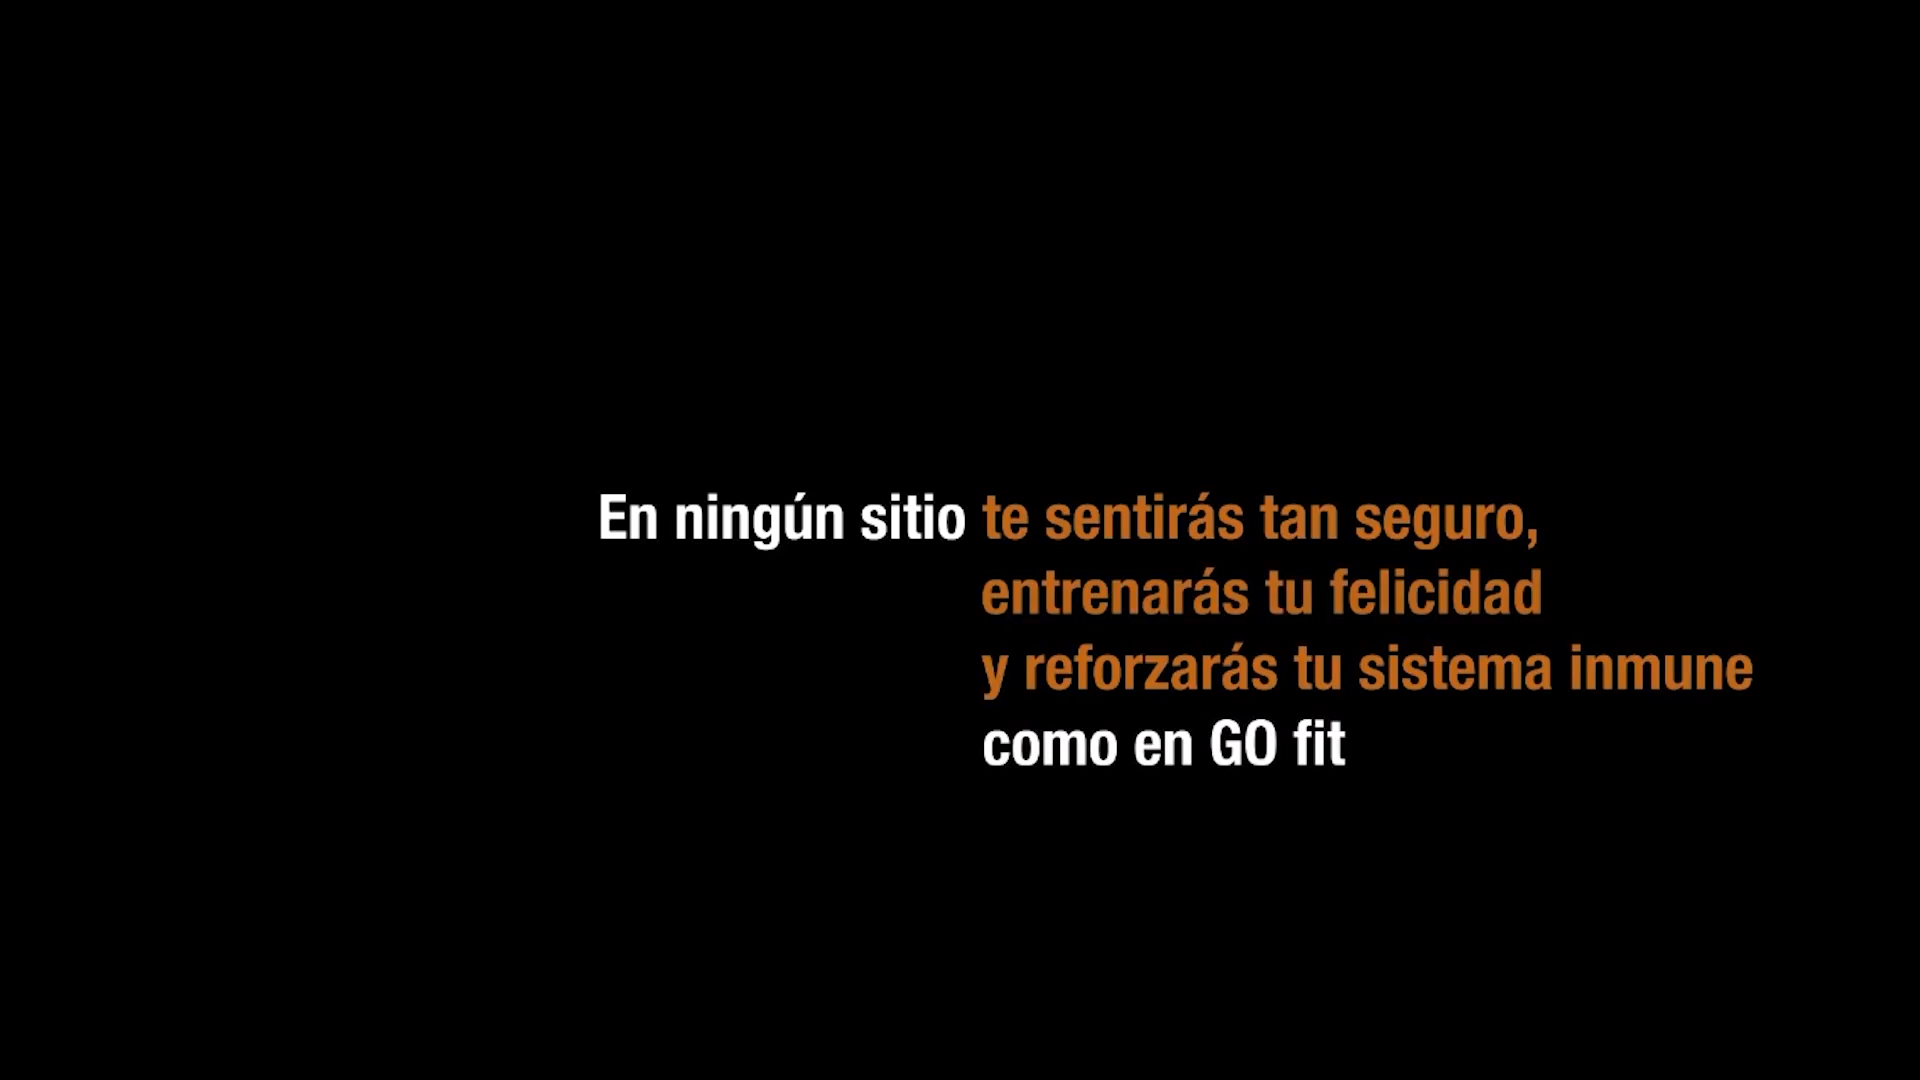 En ningún sitio te sentirás tan seguro,
entrenarás tu felicidad
y reforzarás tu sistema inmune
como en GO fit